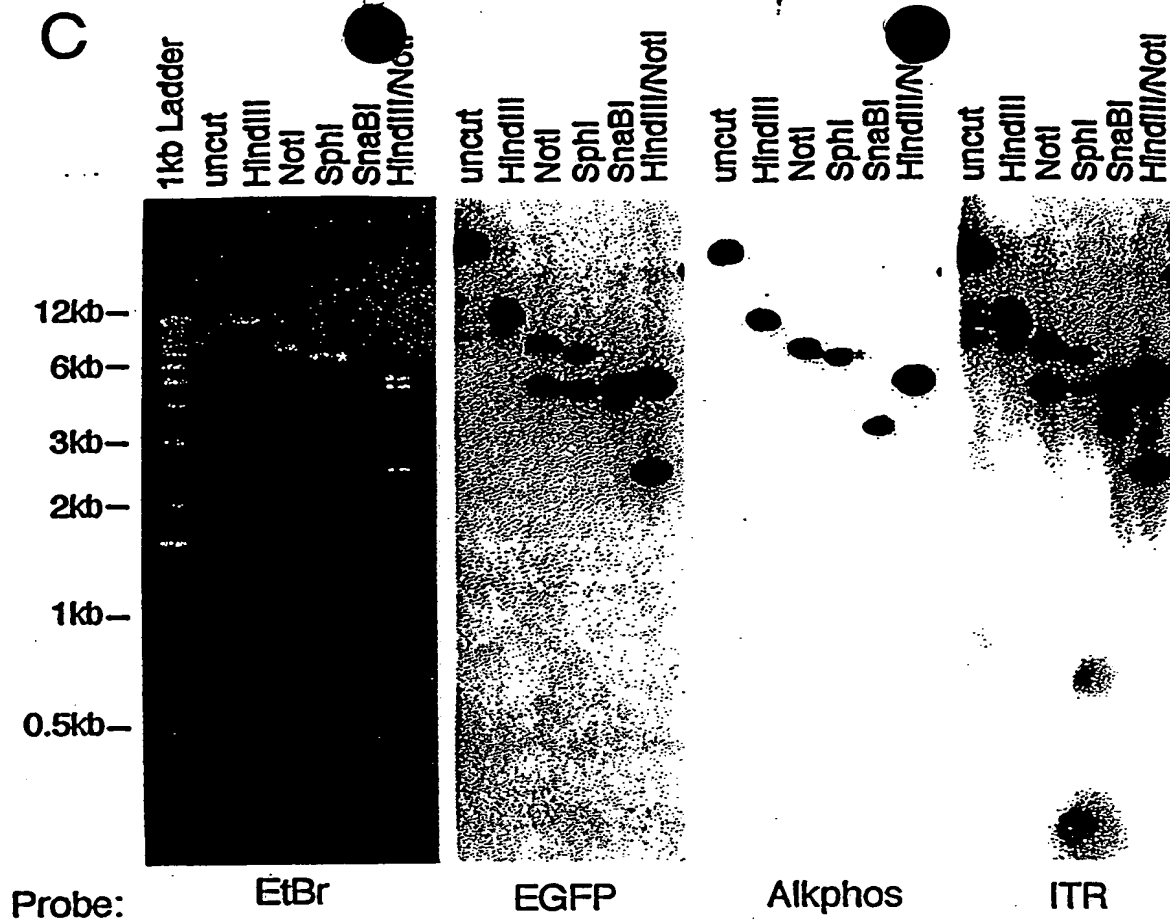 C
1kb Ladder
uncut
HindIII
NotI
SphI
SnaBI
HindIII/NotI
uncut
HindIII
NotI
SphI
SnaBI
HindIII/NotI
uncut
HindIII
NotI
SphI
SnaBI
HindIII/N
uncut
HindIII
NotI
SphI
SnaBI
HindIII/NotI
12kb
6kb
3kb
2kb
1kb
0.5kb
*
*
Probe:
EtBr
EGFP
Alkphos
ITR